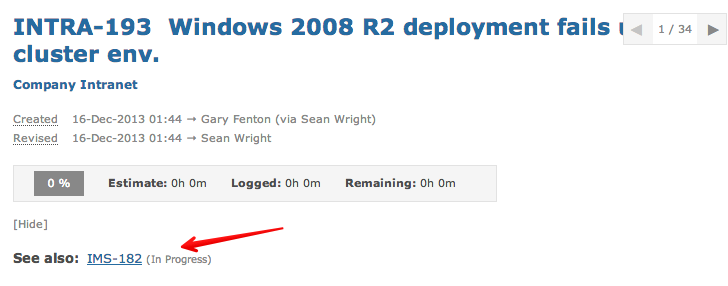 INTRA-193 Windows 2008 R2 deployment fails
cluster env.
◀ 1 / 34 ▶
Company Intranet
Created 16-Dec-2013 01:44 → Gary Fenton (via Sean Wright)
Revised 16-Dec-2013 01:44 → Sean Wright
0 % Estimate: 0h 0m Logged: 0h 0m Remaining: 0h 0m
[Hide]
See also: IMS-182 (In Progress)